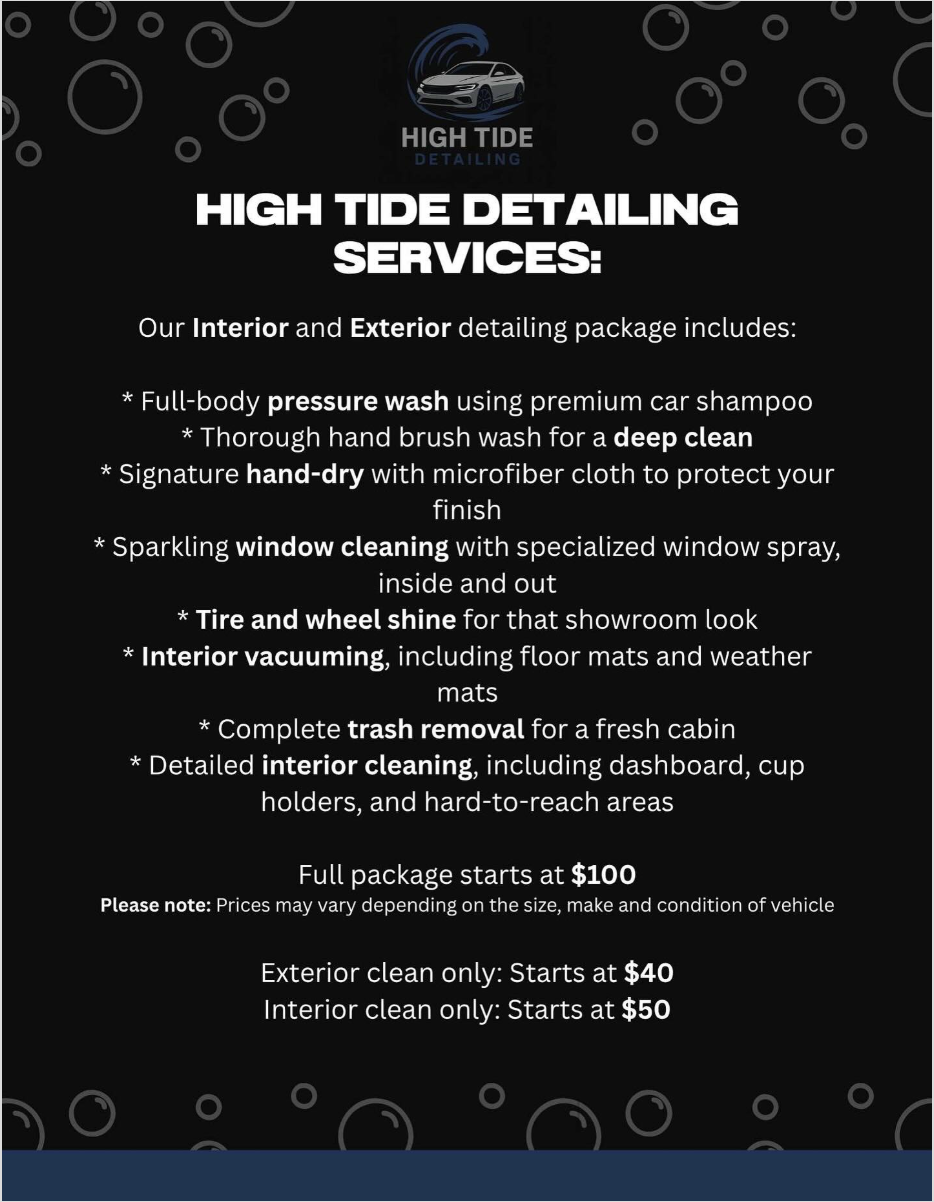 HIGH TIDE
DETAILING
HIGH TIDE DETAILING
SERVICES:
Our Interior and Exterior detailing package includes:
* Full-body pressure wash using premium car shampoo
* Thorough hand brush wash for a deep clean
* Signature hand-dry with microfiber cloth to protect your
finish
* Sparkling window cleaning with specialized window spray,
inside and out
* Tire and wheel shine for that showroom look
* Interior vacuuming, including floor mats and weather
mats
* Complete trash removal for a fresh cabin
* Detailed interior cleaning, including dashboard, cup
holders, and hard-to-reach areas
Full package starts at $100
Please note: Prices may vary depending on the size, make and condition of vehicle
Exterior clean only: Starts at $40
Interior clean only: Starts at $50